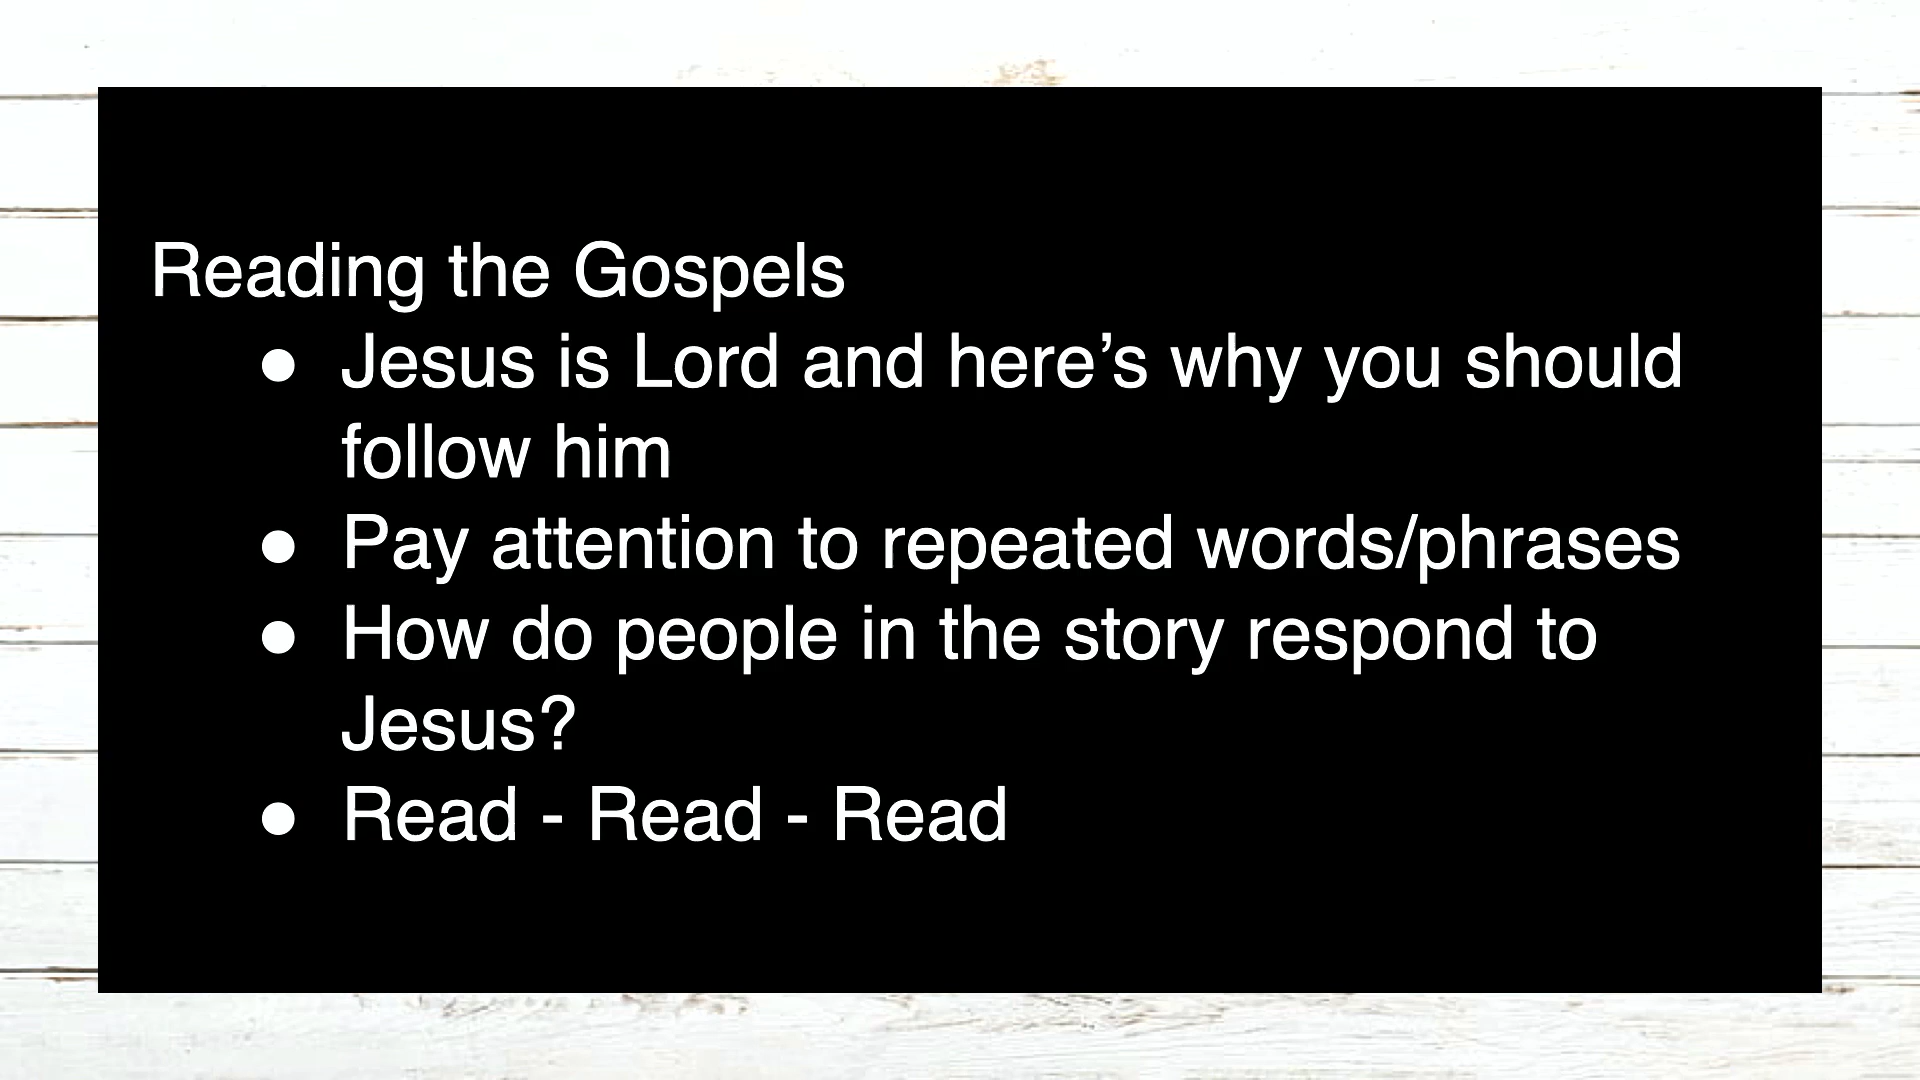 Reading the Gospels
● Jesus is Lord and here’s why you should
follow him
● Pay attention to repeated words/phrases
● How do people in the story respond to
Jesus?
● Read - Read - Read